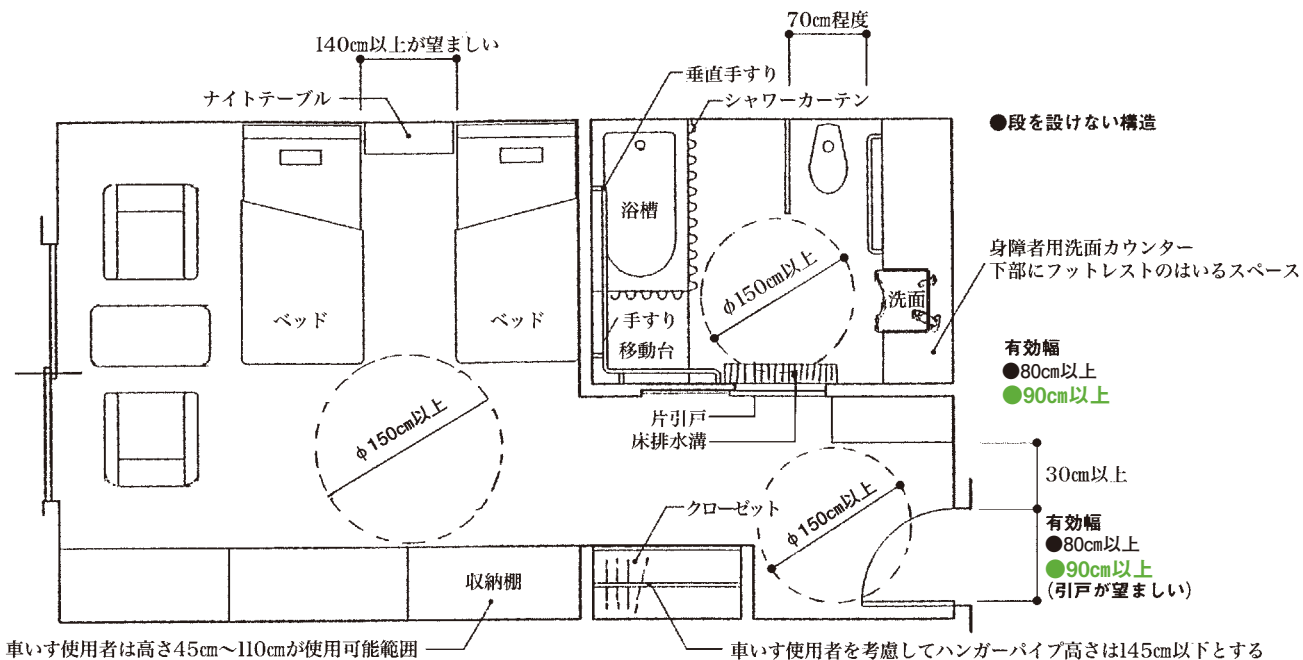 70cm程度
140cm以上が望ましい
垂直手すり
ナイトテーブル
シャワーカーテン
●段を設けない構造
浴槽
身障者用洗面カウンター
下部にフットレストのはいるスペース
φ150cm以上
洗面
ベッド
ベッド
手すり
移動台
有効幅
●80cm以上
●90cm以上
片引戸
床排水溝
φ150cm以上
30cm以上
φ150cm以上
クローゼット
有効幅
●80cm以上
●90cm以上
(引戸が望ましい)
収納棚
車いす使用者は高さ45cm〜110cmが使用可能範囲
車いす使用者を考慮してハンガーパイプ高さは145cm以下とする